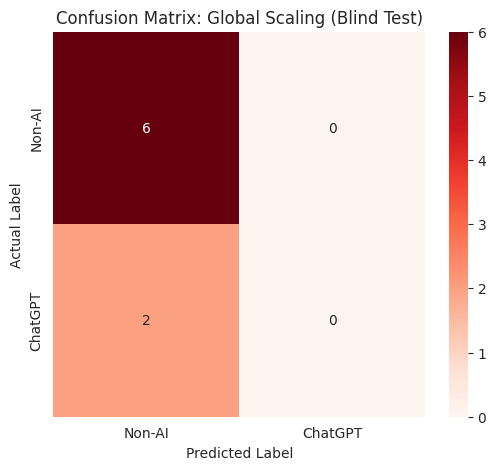 Confusion Matrix: Global Scaling (Blind Test)
Actual Label
Non-AI
ChatGPT
6
0
2
0
Non-AI
ChatGPT
Predicted Label
6
5
4
3
2
1
0